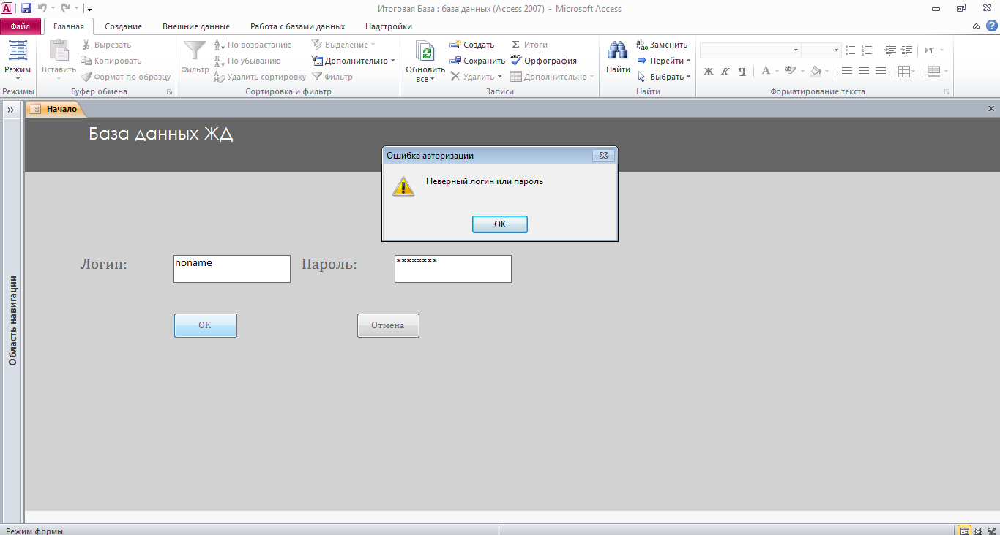 Итоговая База : база данных (Access 2007) - Microsoft Access
Файл Главная Создание Внешние данные Работа с базами данных Надстройки
Режим
Режимы
Вставить
Вырезать
Копировать
Формат по образцу
Буфер обмена
Фильтр
По возрастанию
По убыванию
Удалить сортировку
Выделение
Дополнительно
Фильтр
Сортировка и фильтр
Обновить
все
Создать
Сохранить
Удалить
Итоги
Орфография
Дополнительно
Записи
Найти
Заменить
Перейти
Выбрать
Найти
Ж К Ч А
Форматирование текста
Начало
База данных ЖД
Ошибка авторизации
Неверный логин или пароль
ОК
Логин: noname Пароль: ********
ОК Отмена
Область навигации
Режим формы